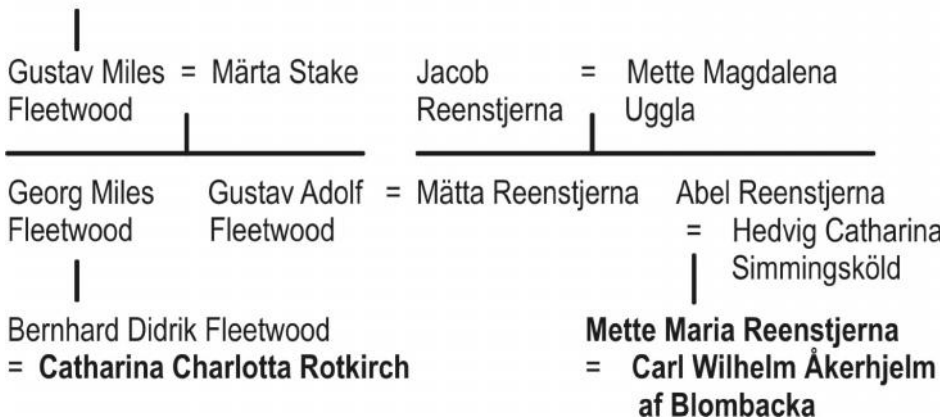 Gustav Miles = Märta Stake Jacob = Mette Magdalena
Fleetwood Reenstjerna Uggla
Georg Miles Gustav Adolf = Mätta Reenstjerna Abel Reenstjerna
Fleetwood Fleetwood = Hedvig Catharina
Simmingsköld
Bernhard Didrik Fleetwood Mette Maria Reenstjerna
= Catharina Charlotta Rotkirch = Carl Wilhelm Åkerhjelm
af Blombacka